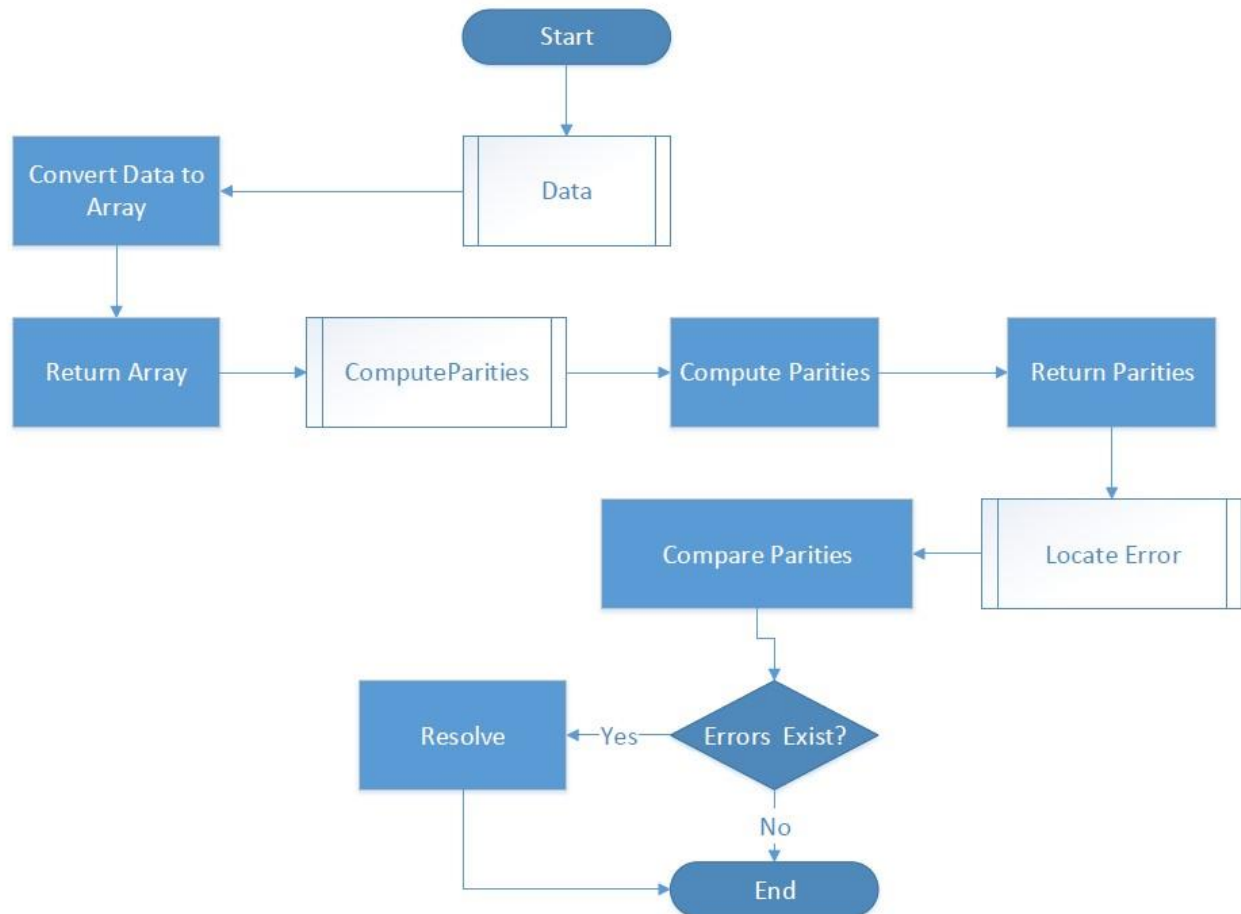 Start
Data
Convert Data to
Array
Return Array
ComputeParities
Compute Parities
Return Parities
Locate Error
Compare Parities
Errors Exist?
Yes
Resolve
No
End